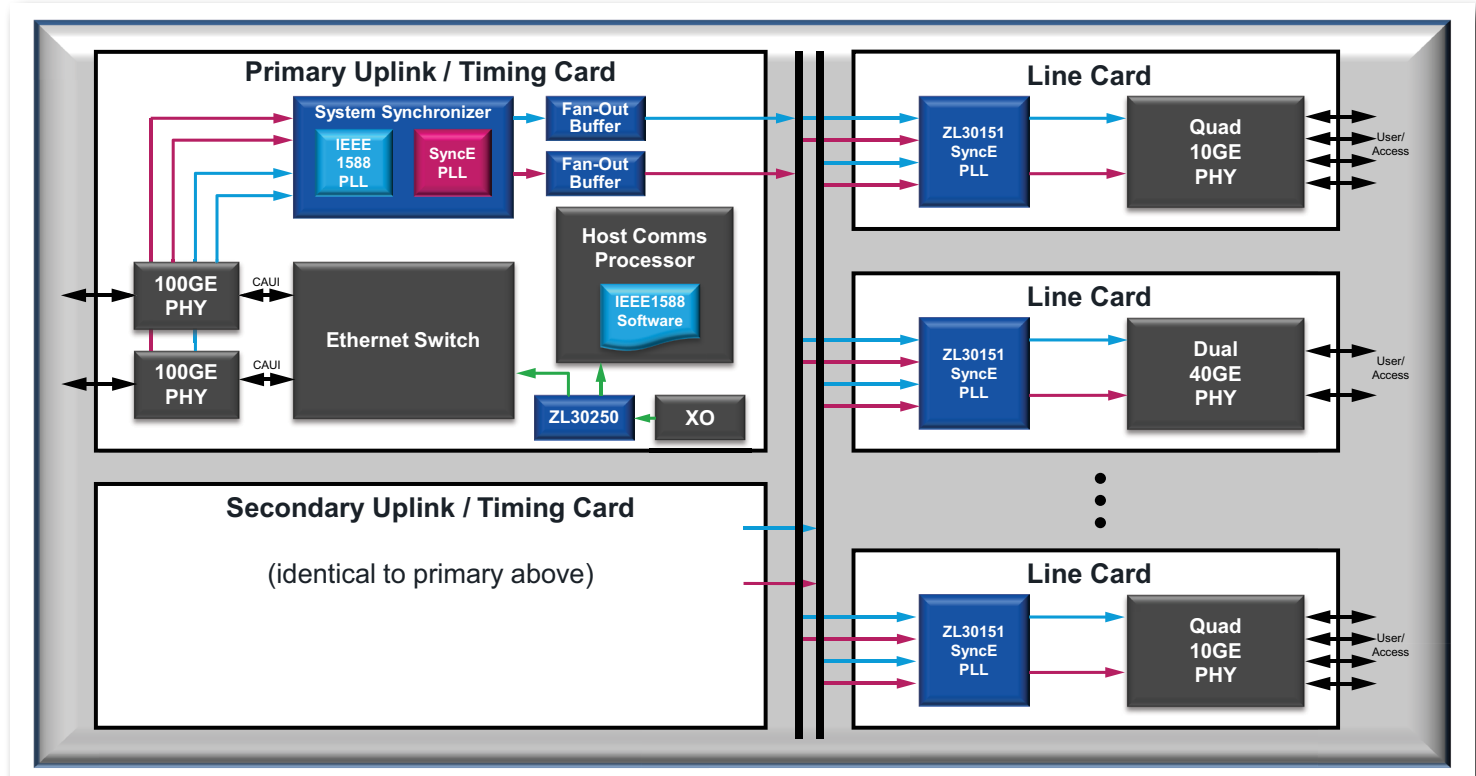 Primary Uplink / Timing Card
System Synchronizer
IEEE
1588
PLL
SyncE
PLL
Fan-Out
Buffer
Fan-Out
Buffer
Host Comms
Processor
IEEE1588
Software
100GE
PHY
CAUI
100GE
PHY
CAUI
Ethernet Switch
ZL30250
XO
Secondary Uplink / Timing Card
(identical to primary above)
Line Card
ZL30151
SyncE
PLL
Quad
10GE
PHY
User/
Access
Line Card
ZL30151
SyncE
PLL
Dual
40GE
PHY
User/
Access
Line Card
ZL30151
SyncE
PLL
Quad
10GE
PHY
User/
Access